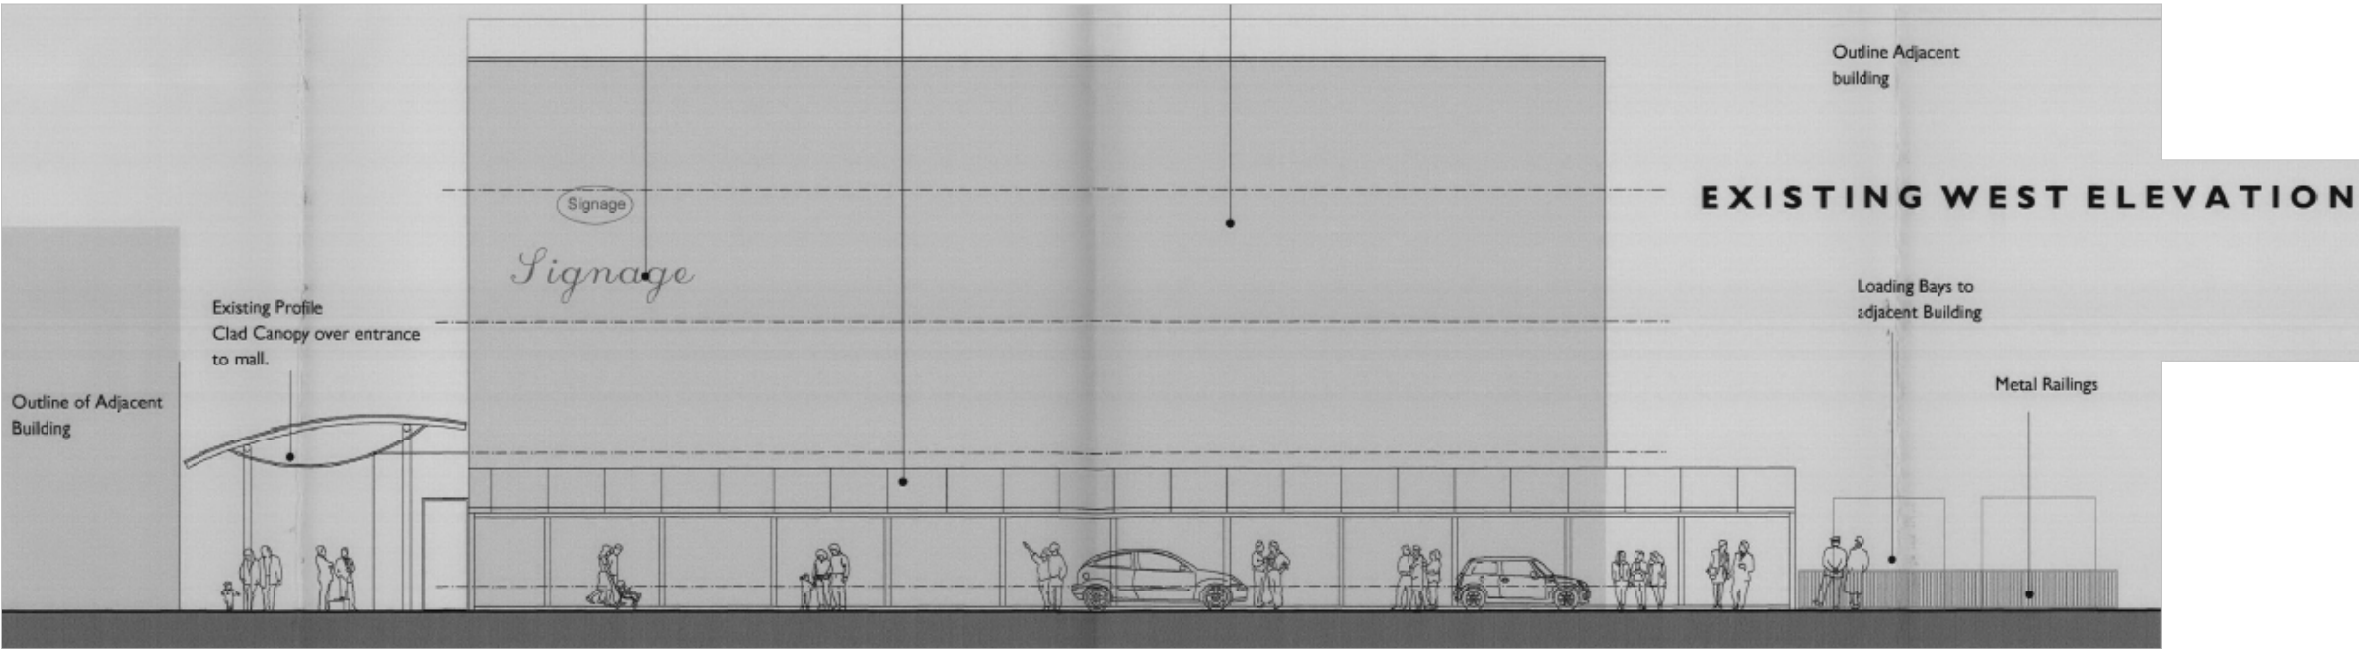 Outline Adjacent
building
EXISTING WEST ELEVATION
Signage
Signage
Loading Bays to
adjacent Building
Existing Profile
Clad Canopy over entrance
to mall.
Metal Railings
Outline of Adjacent
Building